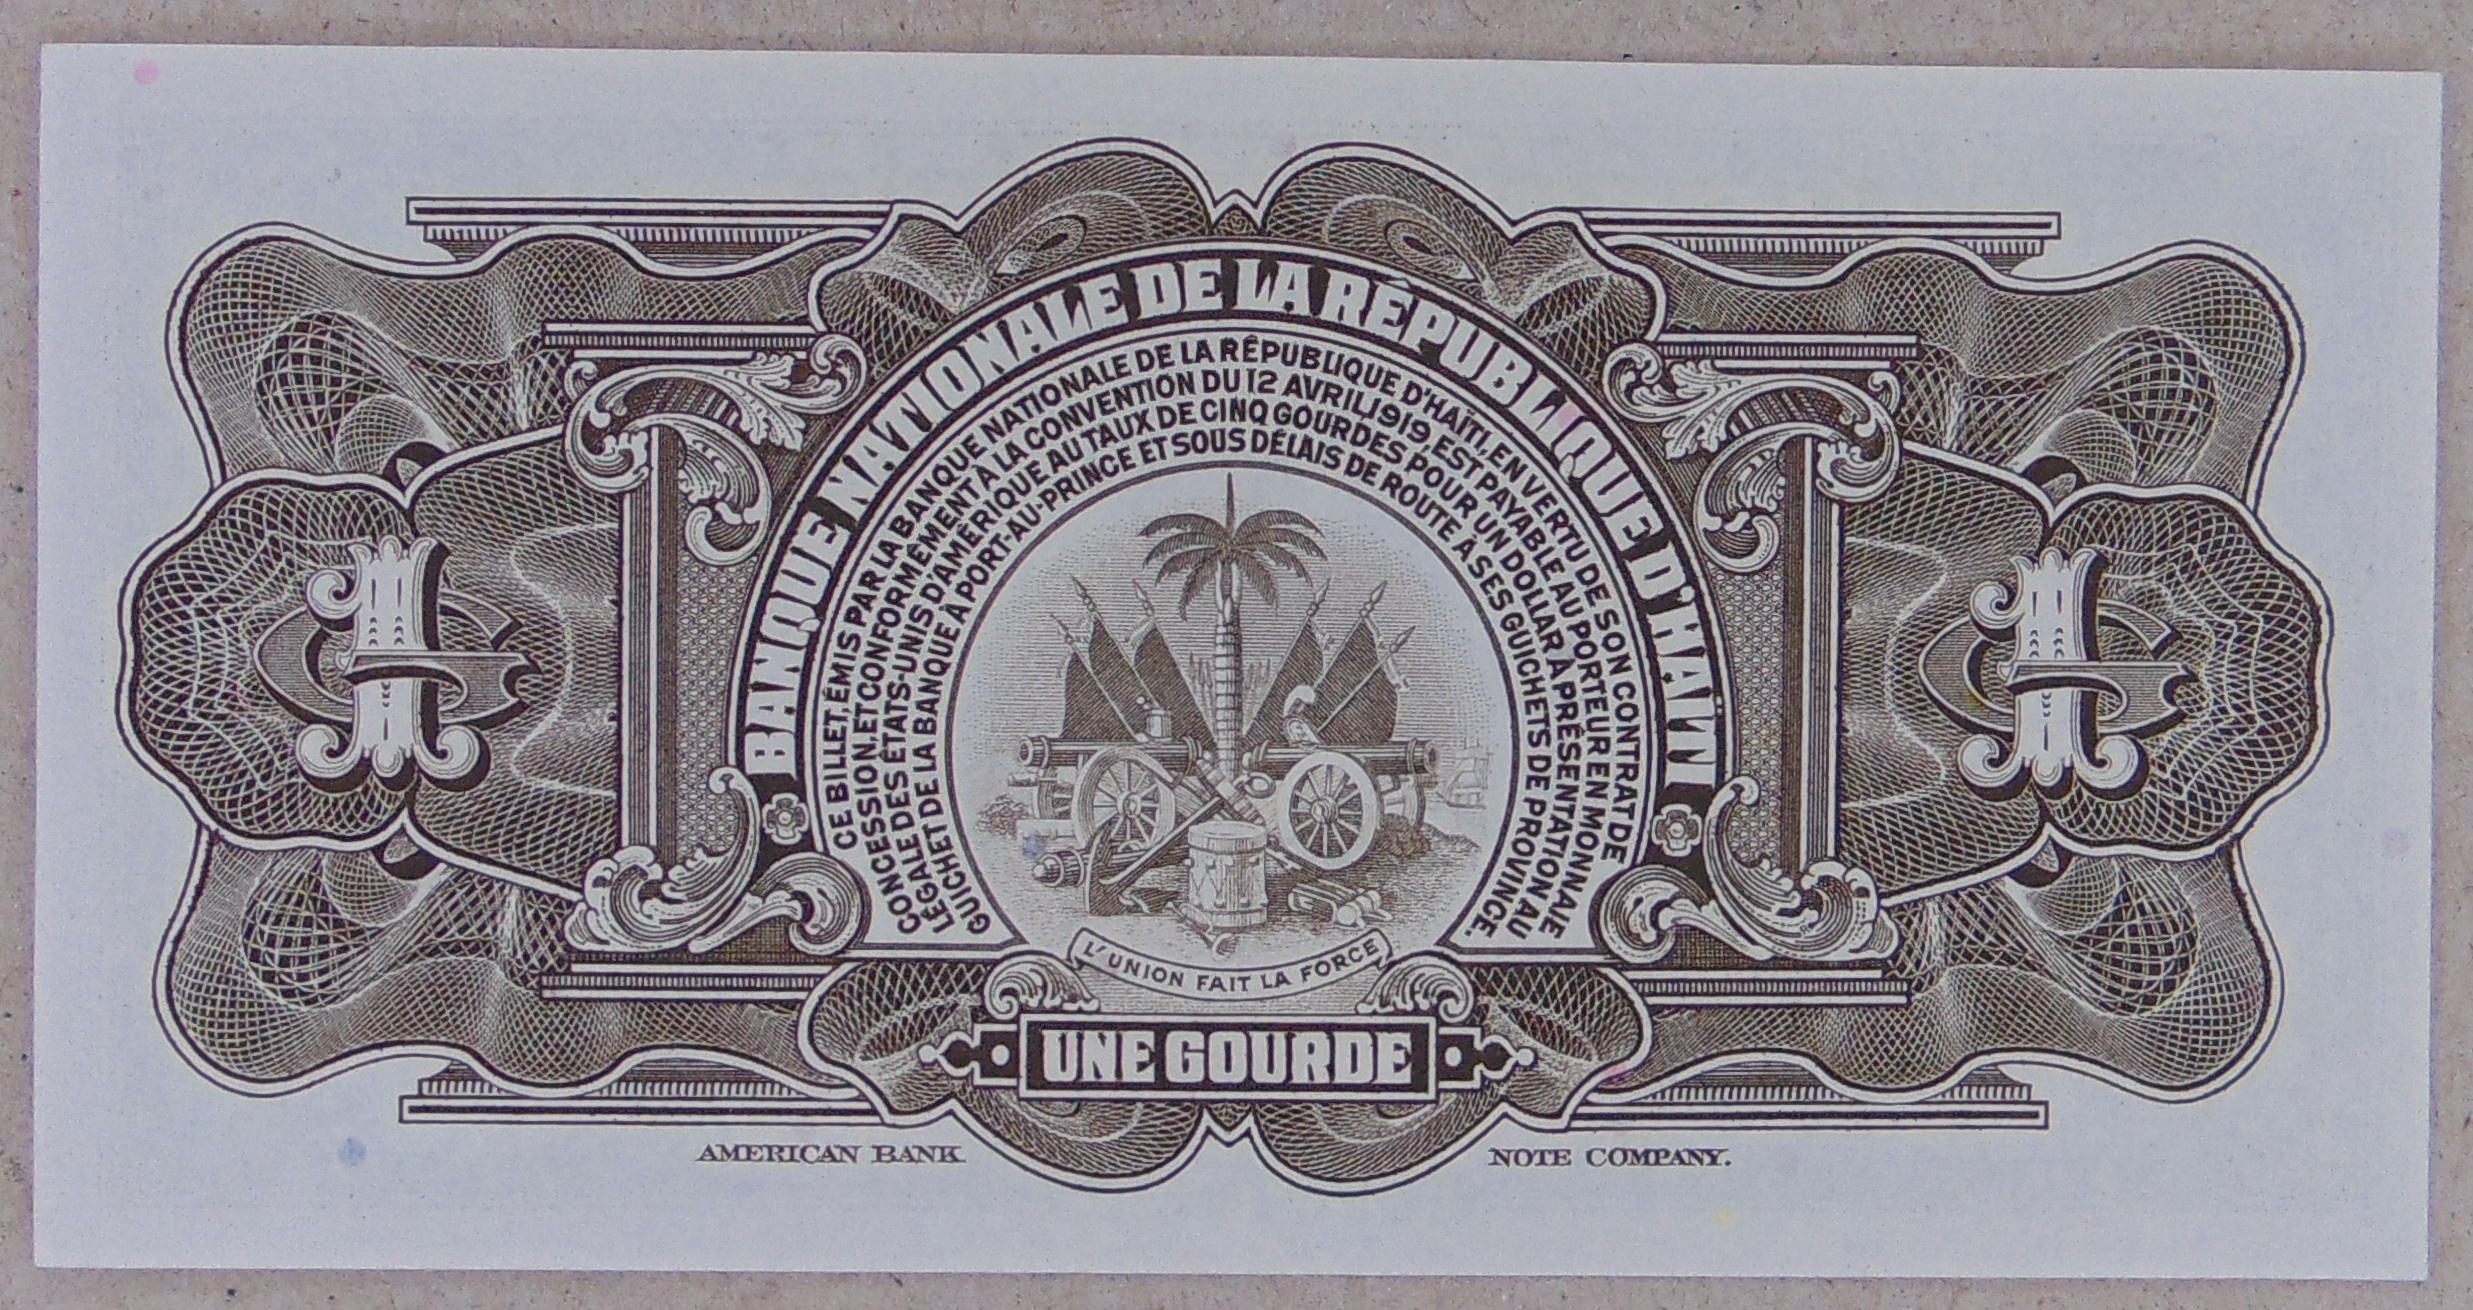 BANQUE NATIONALE DE LA RÉPUBLIQUE D'HAÏTI
CE BILLET, ÉMIS PAR LA BANQUE NATIONALE DE LA RÉPUBLIQUE D'HAÏTI, EN VERTU DE SON CONTRAT DE
CONCESSION, ET CONFORMÉMENT À LA CONVENTION DU 12 AVRIL 1919 EST PAYABLE AU PORTEUR EN MONNAIE
LÉGALE DES ÉTATS-UNIS D'AMÉRIQUE AU TAUX DE CINQ GOURDES POUR UN DOLLAR À PRÉSENTATION AU
GUICHET DE LA BANQUE À PORT-AU-PRINCE ET SOUS DÉLAIS DE ROUTE À SES GUICHETS DE PROVINCE.
G1
1
1
G1
L'UNION FAIT LA FORCE
UNE GOURDE
AMERICAN BANK NOTE COMPANY.